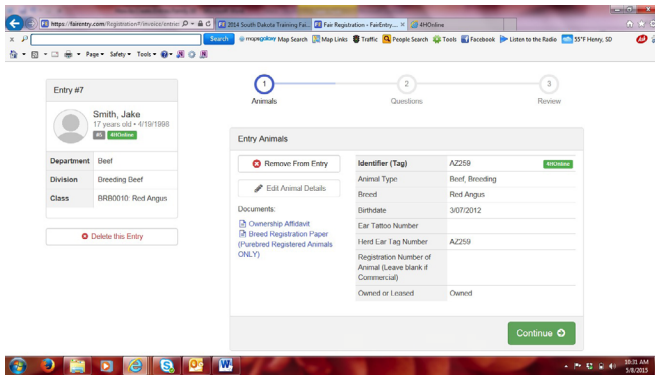 https://fairentry.com/Registration#/invoice/entries
2014 South Dakota Training Fai...
Fair Registration - FairEntry... ×
4HOnline
x
Search
mapsgalaxy
Map Search
Map Links
Traffic
People Search
Tools
Facebook
Listen to the Radio
55°F Henry, SD
Page
Safety
Tools
1
2
3
Animals
Questions
Review
Entry #7
Smith, Jake
17 years old • 4/19/1998
#5
4HOnline
Department Beef
Division Breeding Beef
Class BRB0010: Red Angus
Delete this Entry
Entry Animals
Remove From Entry
Edit Animal Details
Documents:
Ownership Affidavit
Breed Registration Paper
(Purebred Registered Animals
ONLY)
Identifier (Tag) AZ259 4HOnline
Animal Type Beef, Breeding
Breed Red Angus
Birthdate 3/07/2012
Ear Tattoo Number
Herd Ear Tag Number AZ259
Registration Number of
Animal (Leave blank if
Commercial)
Owned or Leased Owned
Continue
10:31 AM
5/8/2015